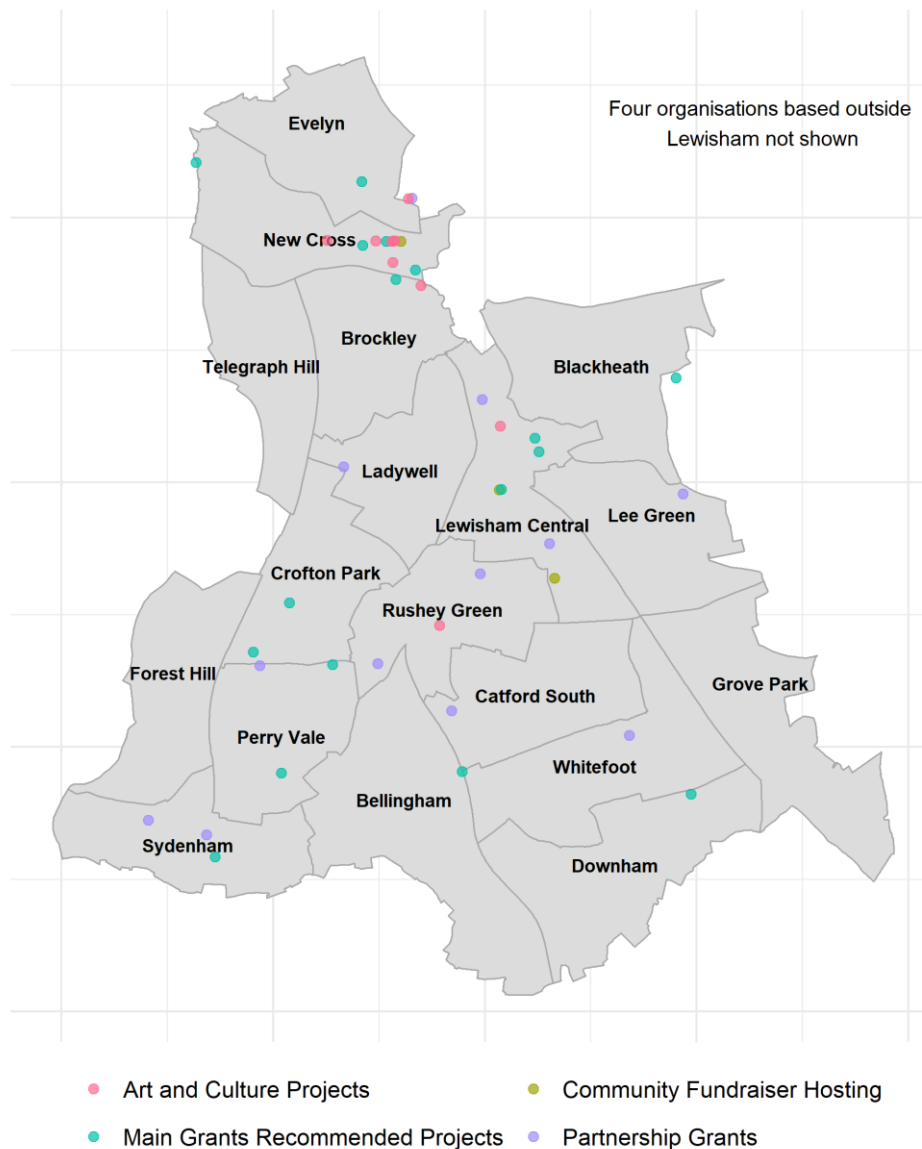 Four organisations based outside
Lewisham not shown
Evelyn
New Cross
Brockley
Telegraph Hill
Blackheath
Ladywell
Lee Green
Lewisham Central
Crofton Park
Rushey Green
Forest Hill
Grove Park
Catford South
Perry Vale
Whitefoot
Bellingham
Sydenham
Downham
Art and Culture Projects
Community Fundraiser Hosting
Main Grants Recommended Projects
Partnership Grants